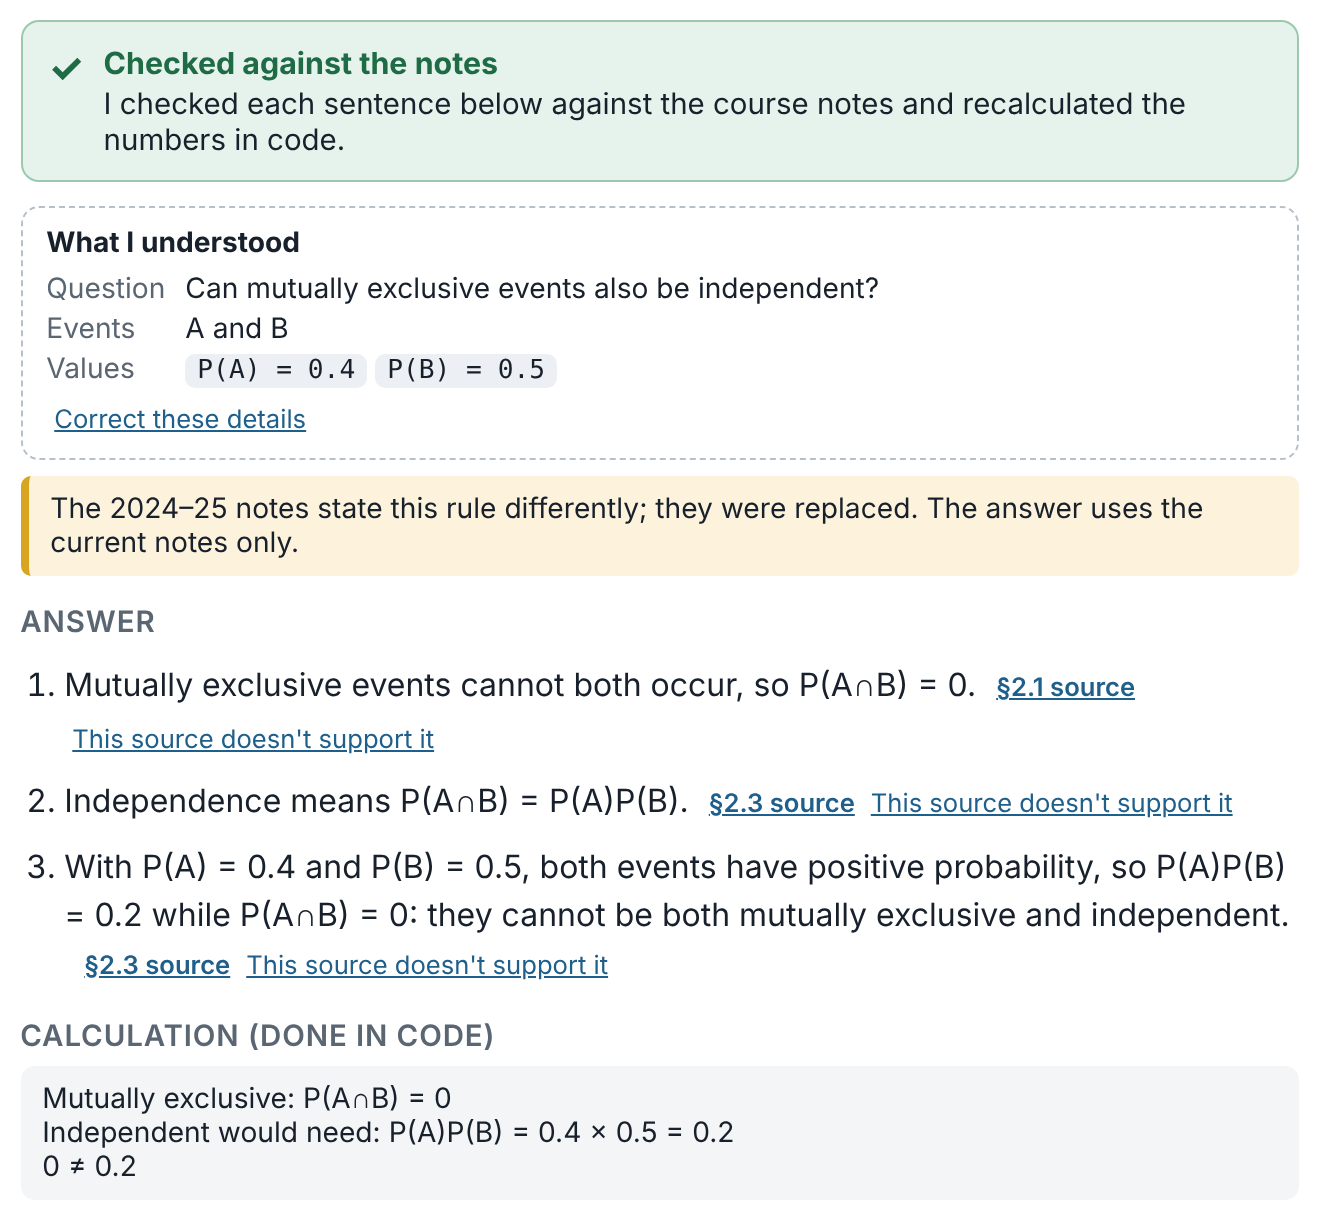 Checked against the notes
I checked each sentence below against the course notes and recalculated the
numbers in code.
What I understood
Question Can mutually exclusive events also be independent?
Events A and B
Values P(A) = 0.4 P(B) = 0.5
Correct these details
The 2024–25 notes state this rule differently; they were replaced. The answer uses the
current notes only.
ANSWER
1. Mutually exclusive events cannot both occur, so P(A∩B) = 0. §2.1 source
This source doesn't support it
2. Independence means P(A∩B) = P(A)P(B). §2.3 source This source doesn't support it
3. With P(A) = 0.4 and P(B) = 0.5, both events have positive probability, so P(A)P(B)
= 0.2 while P(A∩B) = 0: they cannot be both mutually exclusive and independent.
§2.3 source This source doesn't support it
CALCULATION (DONE IN CODE)
Mutually exclusive: P(A∩B) = 0
Independent would need: P(A)P(B) = 0.4 × 0.5 = 0.2
0 ≠ 0.2